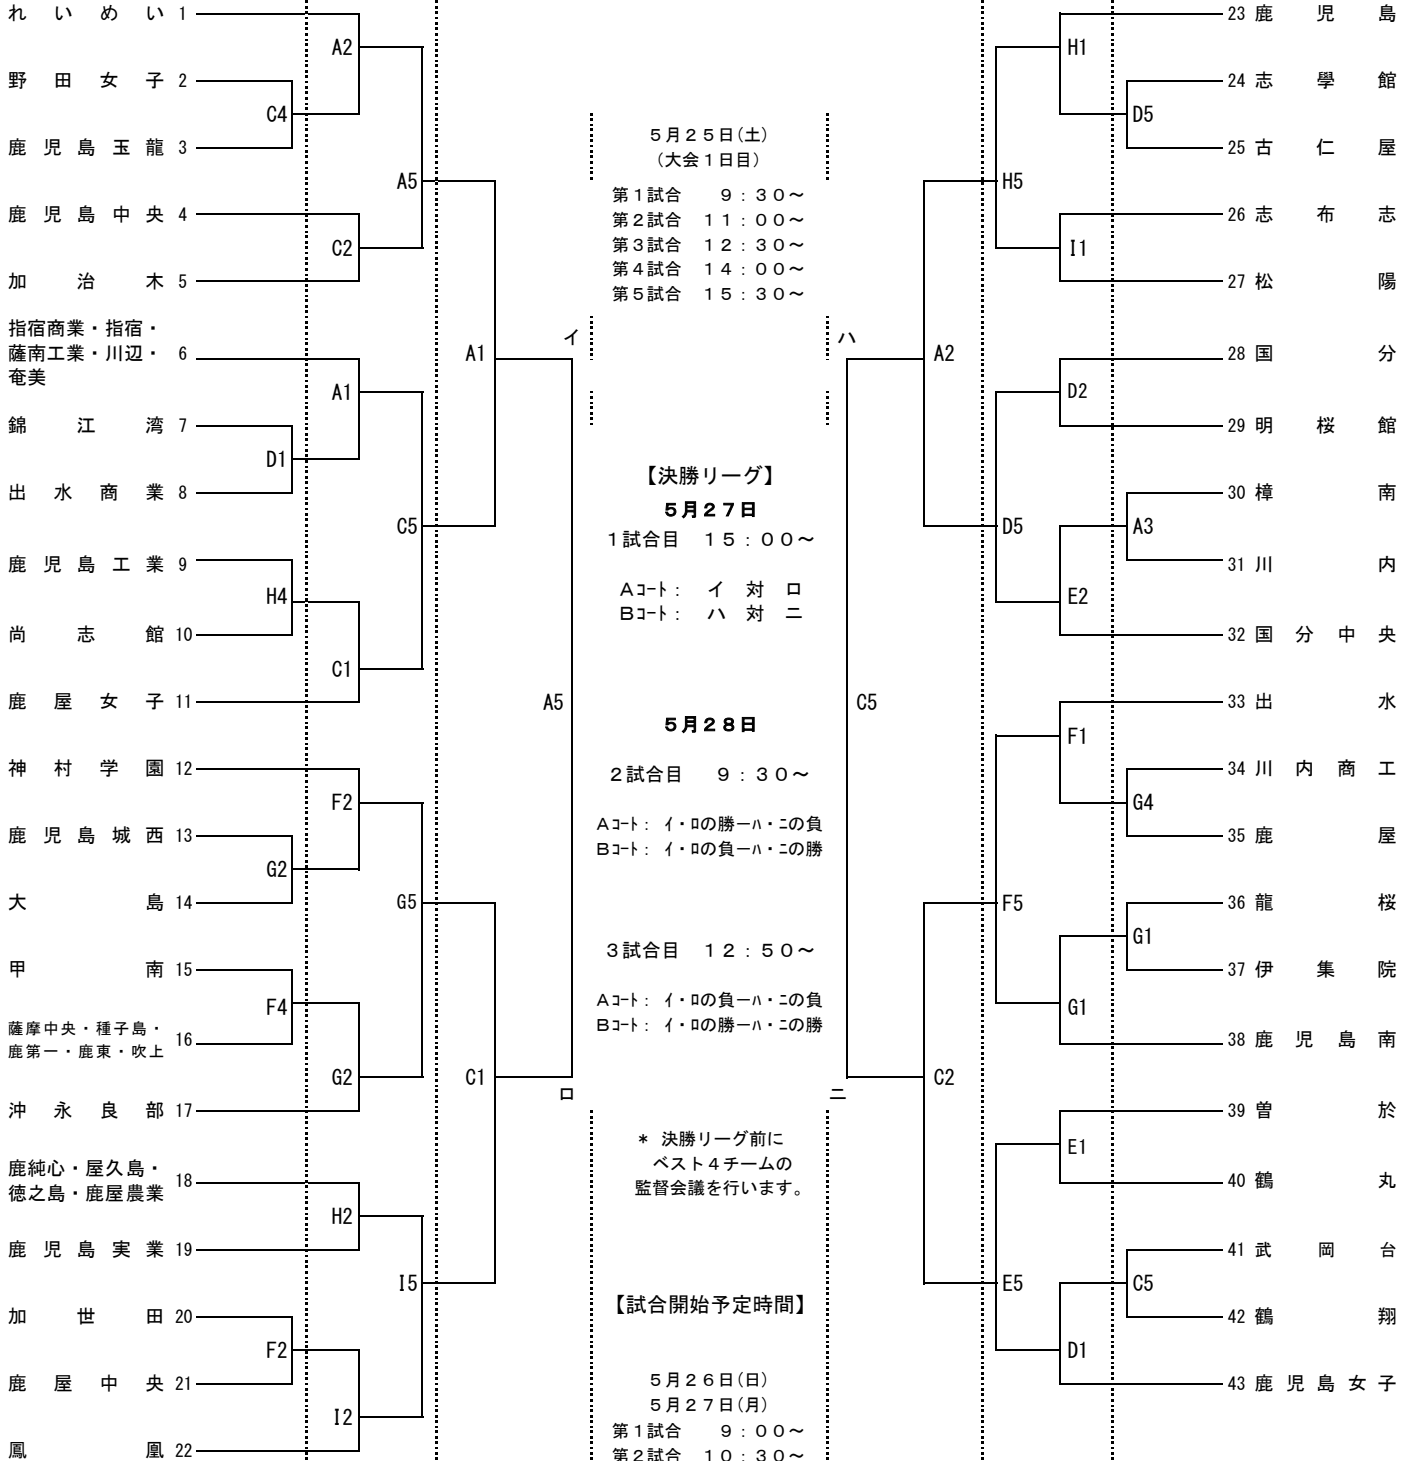 れいめい 1
A2
野田女子 2
C4
鹿児島玉龍 3
A5
鹿児島中央 4
C2
加治木 5
指宿商業・指宿・
薩南工業・川辺・ 6
奄美
A1
A1
錦江湾 7
D1
出水商業 8
C5
鹿児島工業 9
H4
尚志館 10
C1
鹿屋女子 11
A5
神村学園 12
F2
鹿児島城西 13
G2
大島 14
G5
甲南 15
F4
薩摩中央・種子島・
鹿第一・鹿東・吹上 16
G2
C1
沖永良部 17
鹿純心・屋久島・
徳之島・鹿屋農業 18
H2
鹿児島実業 19
I5
加世田 20
F2
鹿屋中央 21
I2
鳳凰 22
イ
ロ
5月25日(土)
(大会1日目)
第1試合 9:30～
第2試合 11:00～
第3試合 12:30～
第4試合 14:00～
第5試合 15:30～
【決勝リーグ】
5月27日
1試合目 15:00～
Aコート: イ 対 ロ
Bコート: ハ 対 ニ
5月28日
2試合目 9:30～
Aコート: イ・ロの勝ーハ・ニの負
Bコート: イ・ロの負ーハ・ニの勝
3試合目 12:50～
Aコート: イ・ロの負ーハ・ニの負
Bコート: イ・ロの勝ーハ・ニの勝
* 決勝リーグ前に
ベスト4チームの
監督会議を行います。
【試合開始予定時間】
5月26日(日)
5月27日(月)
第1試合 9:00～
第2試合 10:30～
ハ
ニ
23 鹿児島
H1
24 志學館
D5
25 古仁屋
H5
26 志布志
I1
27 松陽
A2
28 国分
D2
29 明桜館
30 樟南
D5
A3
31 川内
E2
32 国分中央
C5
33 出水
F1
34 川内商工
G4
35 鹿屋
F5
36 龍桜
G1
37 伊集院
G1
38 鹿児島南
C2
39 曽於
E1
40 鶴丸
41 武岡台
E5
C5
42 鶴翔
D1
43 鹿児島女子